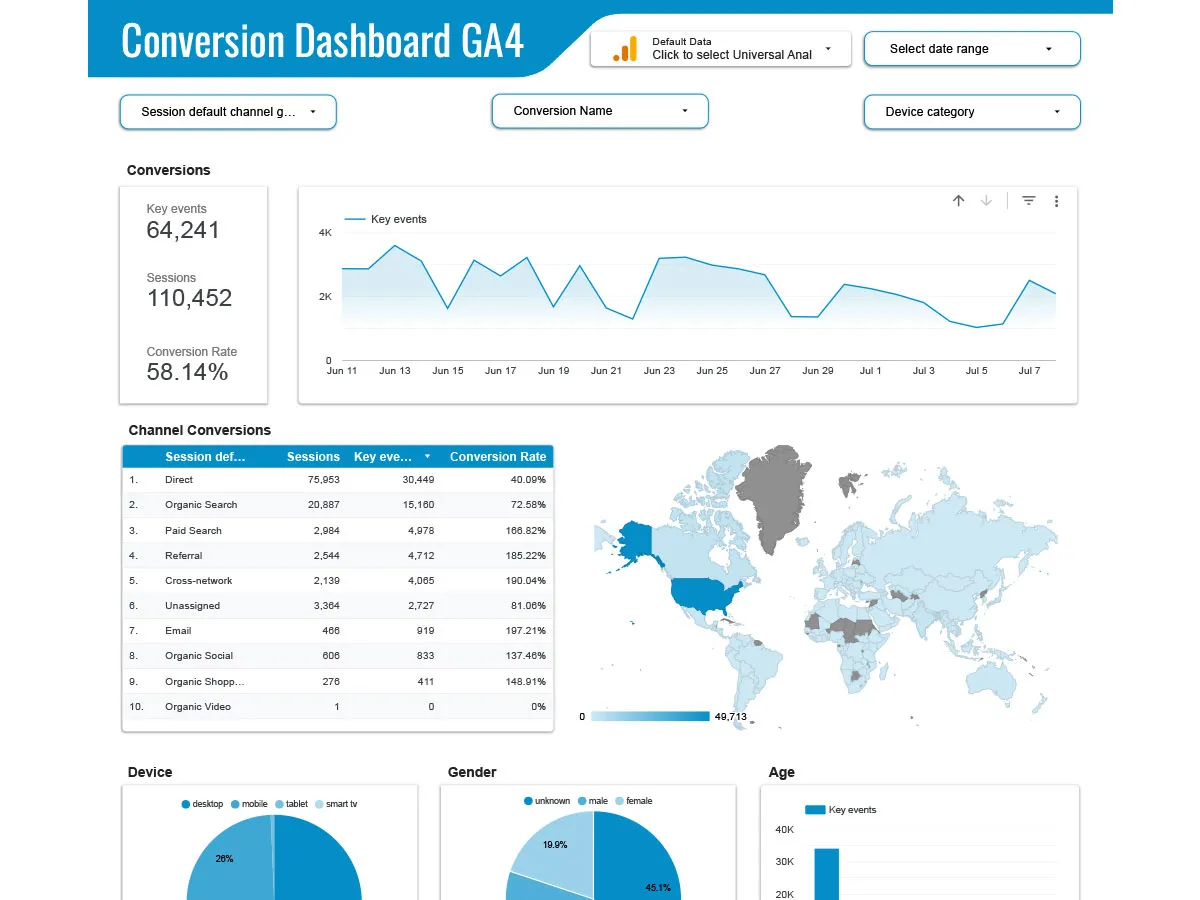 Conversion Dashboard GA4
Default Data
Click to select Universal Anal
Select date range
Session default channel g...
Conversion Name
Device category
Conversions
Key events
64,241
Sessions
110,452
Conversion Rate
58.14%
Key events
4K
2K
0
Jun 11 Jun 13 Jun 15 Jun 17 Jun 19 Jun 21 Jun 23 Jun 25 Jun 27 Jun 29 Jul 1 Jul 3 Jul 5 Jul 7
Channel Conversions
Session def... Sessions Key eve... Conversion Rate
1. Direct 75,953 30,449 40.09%
2. Organic Search 20,887 15,160 72.58%
3. Paid Search 2,984 4,978 166.82%
4. Referral 2,544 4,712 185.22%
5. Cross-network 2,139 4,065 190.04%
6. Unassigned 3,364 2,727 81.06%
7. Email 466 919 197.21%
8. Organic Social 606 833 137.46%
9. Organic Shopp... 276 411 148.91%
10. Organic Video 1 0 0%
0 49,713
Device
desktop mobile tablet smart tv
26%
Gender
unknown male female
19.9%
45.1%
Age
Key events
40K
30K
20K